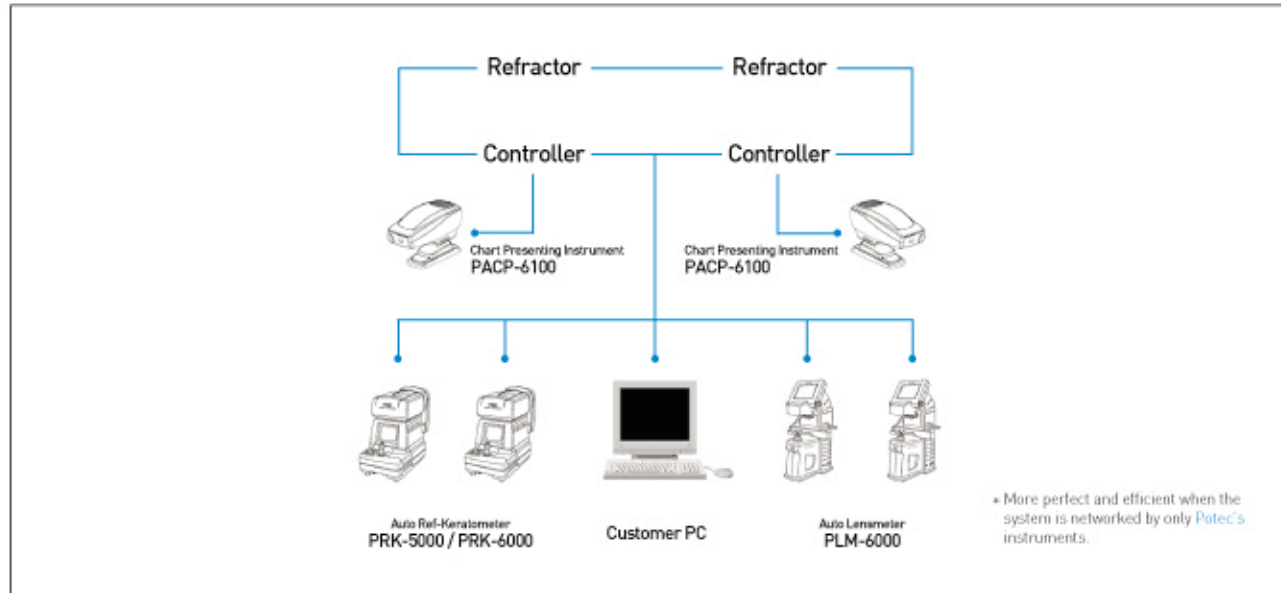 Refractor Refractor
Controller Controller
Chart Presenting Instrument
PACP-6100
Chart Presenting Instrument
PACP-6100
Auto Ref-Keratometer
PRK-5000 / PRK-6000
Customer PC
Auto Lensmeter
PLM-6000
* More perfect and efficient when the
system is networked by only Potec's
instruments.